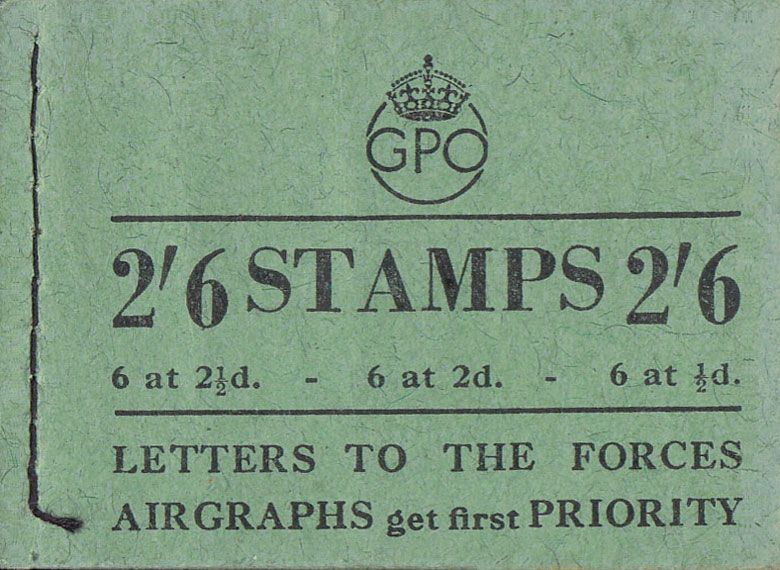 GPO
2'6 STAMPS 2'6
6 at 2½d. - 6 at 2d. - 6 at ½d.
LETTERS TO THE FORCES
AIRGRAPHS get first PRIORITY